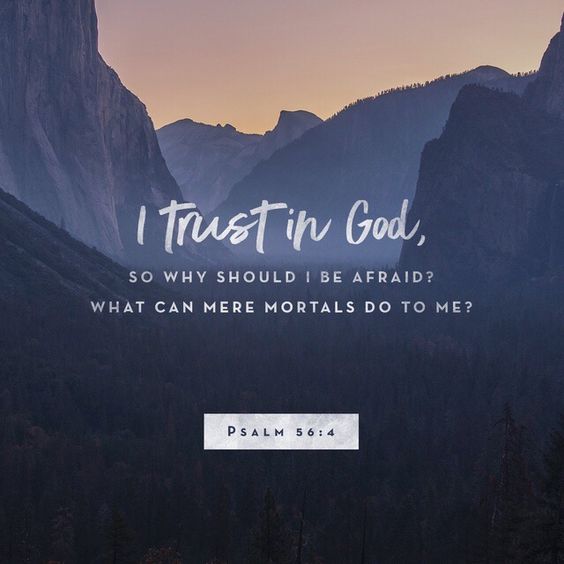 I trust in God,
SO WHY SHOULD I BE AFRAID?
WHAT CAN MERE MORTALS DO TO ME?
PSALM 56:4